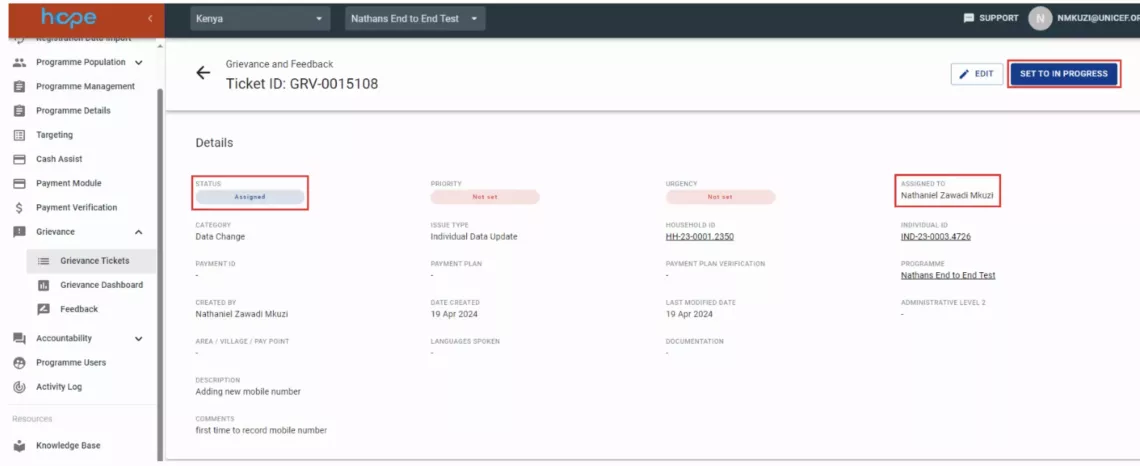 hope
Kenya
Nathans End to End Test
SUPPORT
N
NMKUZI@UNICEF.OR
Registration Data Import
Programme Population
Programme Management
Programme Details
Targeting
Cash Assist
Payment Module
Payment Verification
Grievance
Grievance Tickets
Grievance Dashboard
Feedback
Accountability
Programme Users
Activity Log
Resources
Knowledge Base
Grievance and Feedback
Ticket ID: GRV-0015108
EDIT
SET TO IN PROGRESS
Details
STATUS
Assigned
PRIORITY
Not set
URGENCY
Not set
ASSIGNED TO
Nathaniel Zawadi Mkuzi
CATEGORY
Data Change
ISSUE TYPE
Individual Data Update
HOUSEHOLD ID
HH-23-0001.2350
INDIVIDUAL ID
IND-23-0003.4726
PAYMENT ID
-
PAYMENT PLAN
-
PAYMENT PLAN VERIFICATION
-
PROGRAMME
Nathans End to End Test
CREATED BY
Nathaniel Zawadi Mkuzi
DATE CREATED
19 Apr 2024
LAST MODIFIED DATE
19 Apr 2024
ADMINISTRATIVE LEVEL 2
-
AREA / VILLAGE / PAY POINT
-
LANGUAGES SPOKEN
-
DOCUMENTATION
-
DESCRIPTION
Adding new mobile number
COMMENTS
first time to record mobile number